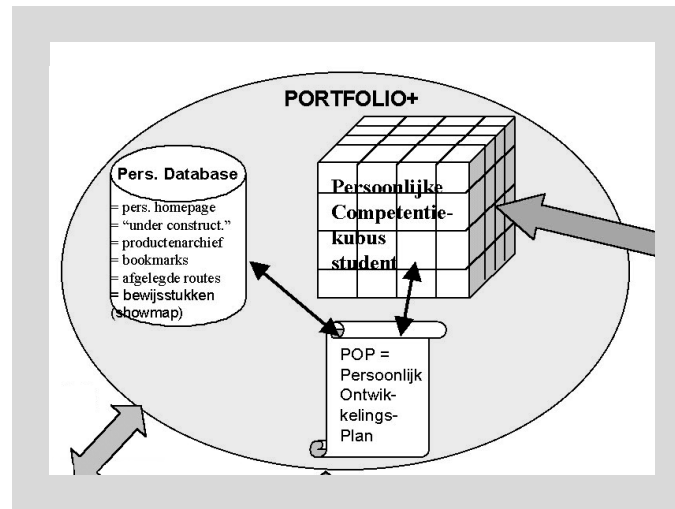 PORTFOLIO+
Pers. Database
= pers. homepage
= “under construct.”
= productenarchief
= bookmarks
= afgelegde routes
= bewijsstukken
(showmap)
Persoonlijke
Competentie-
kubus
student
POP =
Persoonlijk
Ontwik-
kelings-
Plan